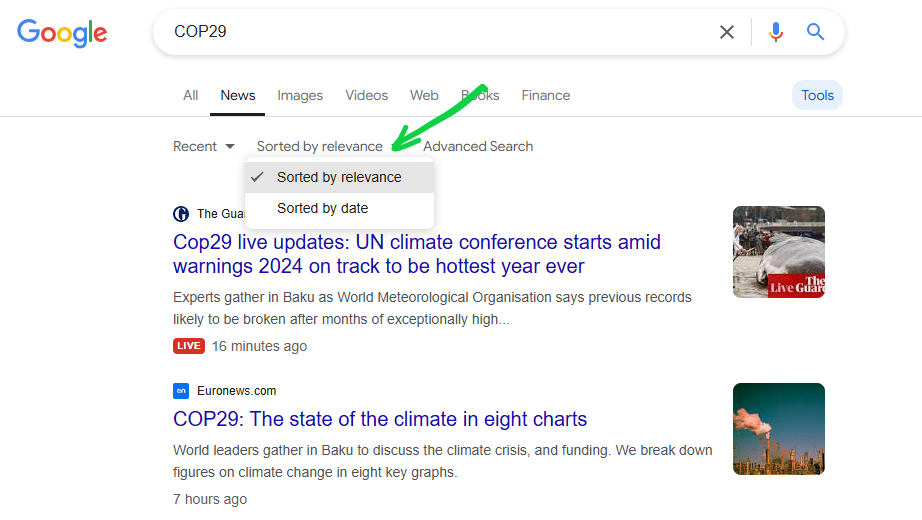 Google
COP29
All News Images Videos Web Books Finance Tools
Recent Sorted by relevance Advanced Search
Sorted by relevance
Sorted by date
The Gua
Cop29 live updates: UN climate conference starts amid
warnings 2024 on track to be hottest year ever
Experts gather in Baku as World Meteorological Organisation says previous records
likely to be broken after months of exceptionally high...
LIVE 16 minutes ago
The
Live Guard
en Euronews.com
COP29: The state of the climate in eight charts
World leaders gather in Baku to discuss the climate crisis, and funding. We break down
figures on climate change in eight key graphs.
7 hours ago